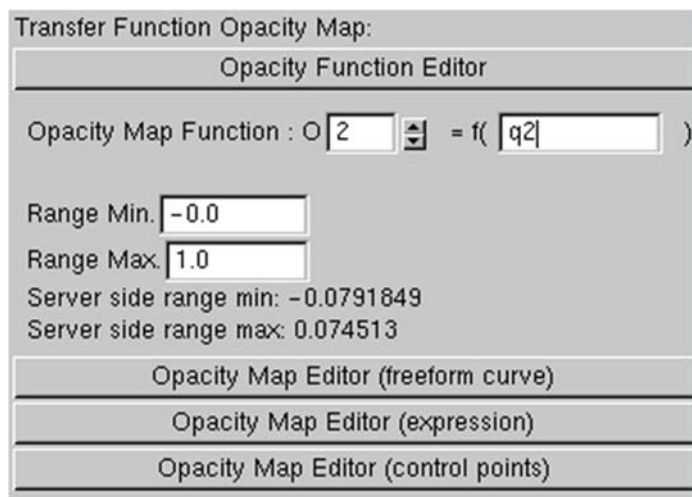 Transfer Function Opacity Map:
Opacity Function Editor
Opacity Map Function : O 2 = f( q2 )
Range Min. -0.0
Range Max. 1.0
Server side range min: -0.0791849
Server side range max: 0.074513
Opacity Map Editor (freeform curve)
Opacity Map Editor (expression)
Opacity Map Editor (control points)